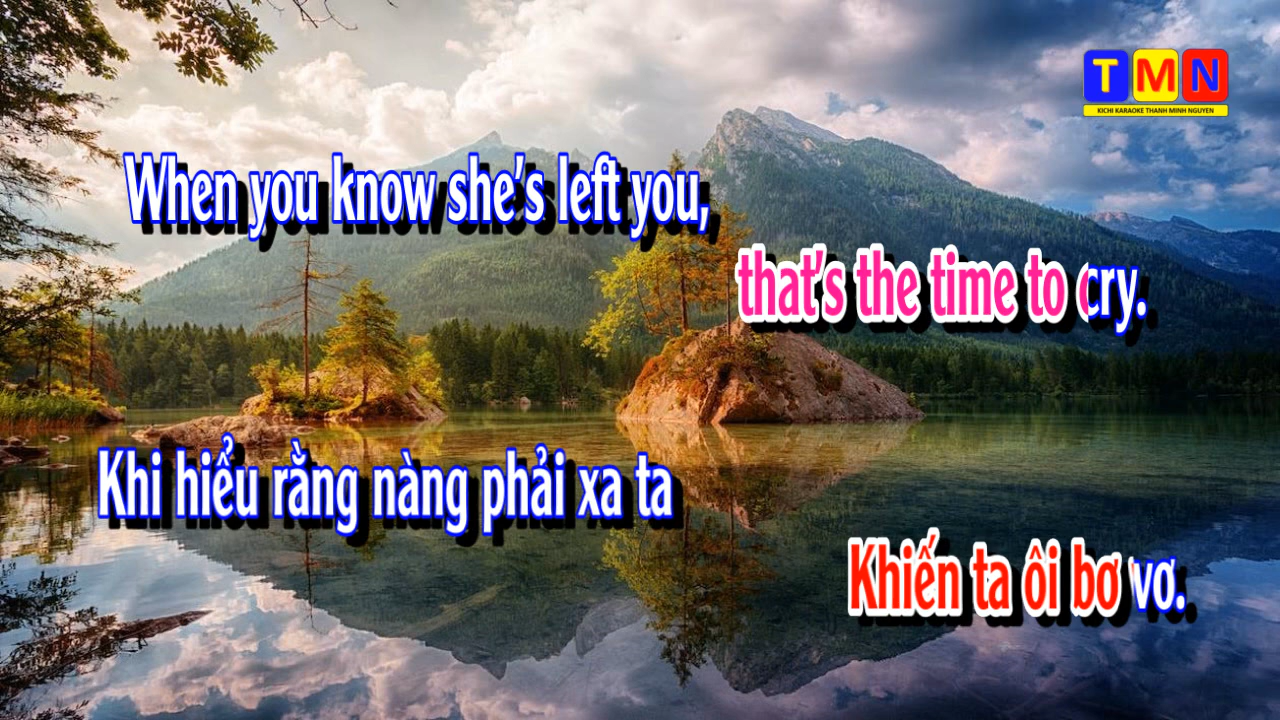 TMN
KICHI KARAOKE THANH MINH NGUYEN
When you know she's left you,
that's the time to cry.
Khi hiểu rằng nàng phải xa ta
Khiến ta ôi bơ vơ.